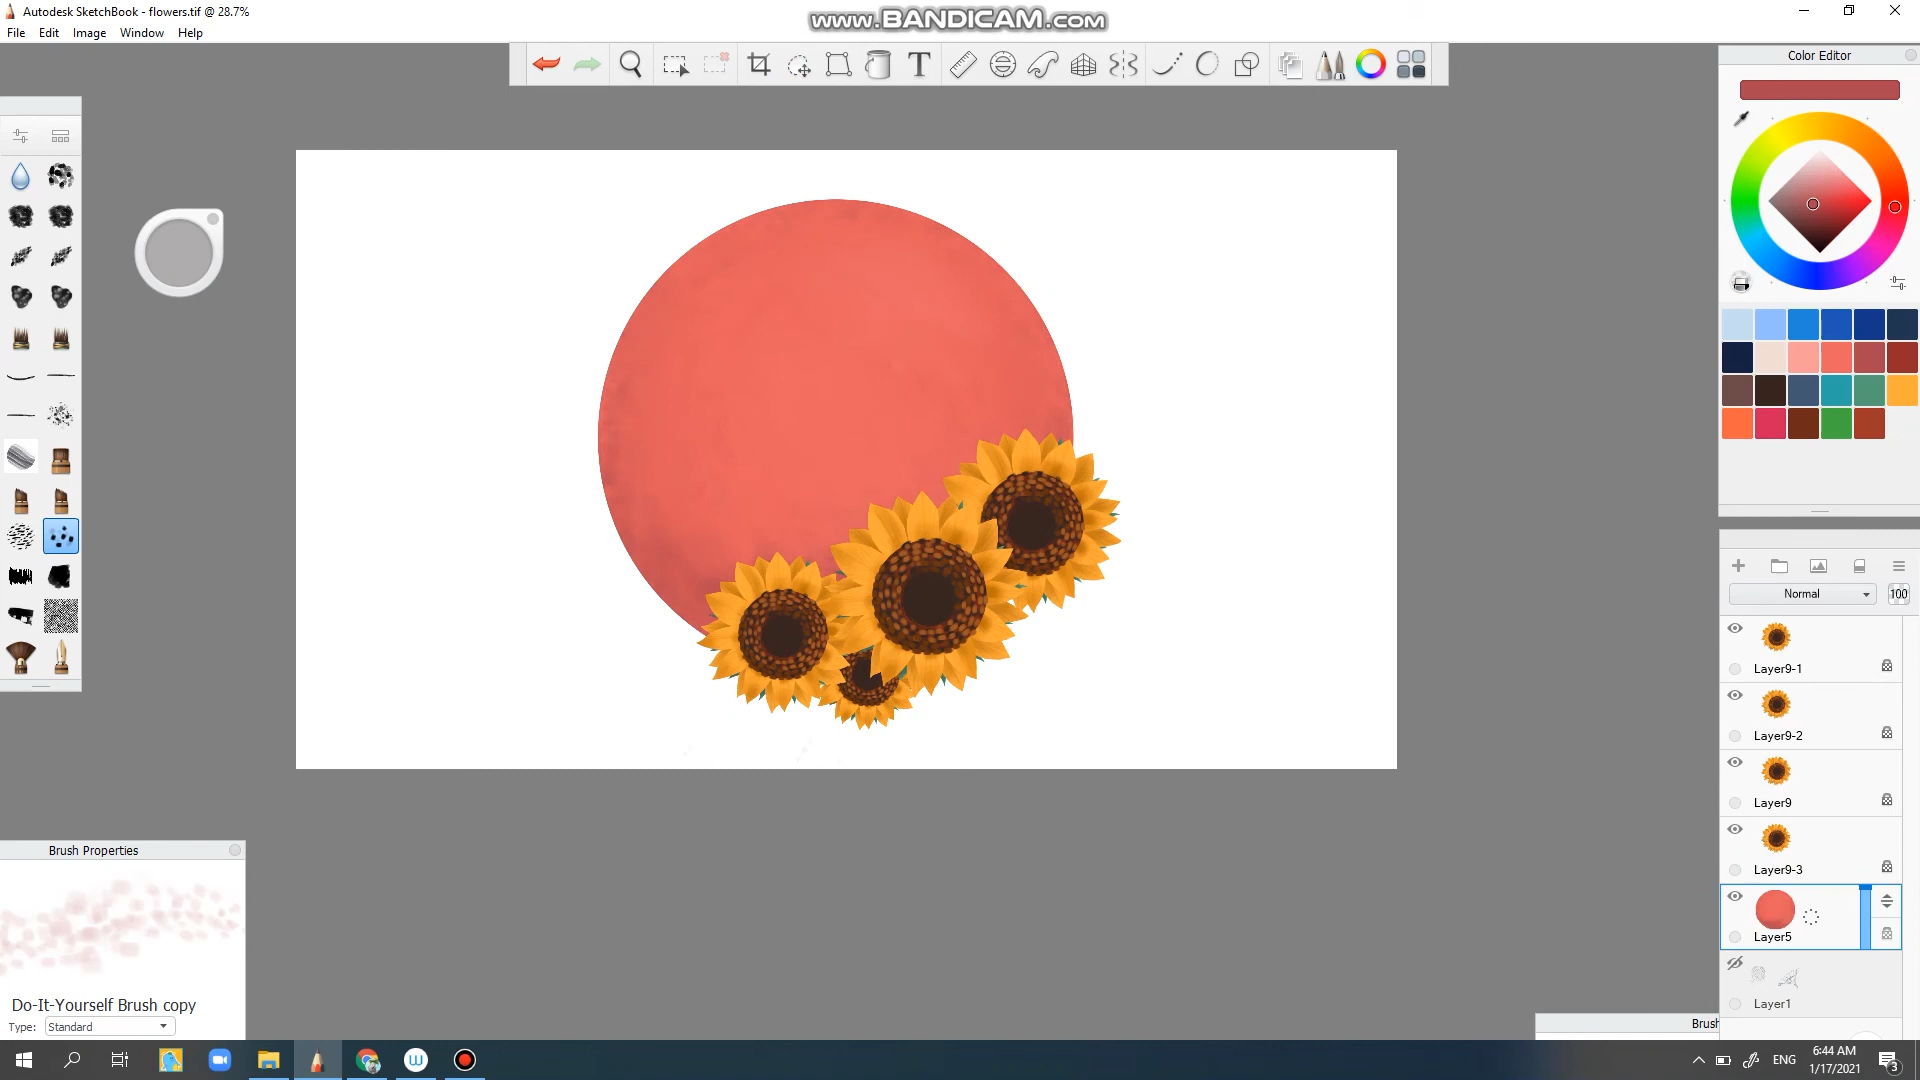 Autodesk SketchBook - flowers.tif @ 28.7%
www.BANDICAM.com
File Edit Image Window Help
T
Color Editor
Normal
100
Layer9-1
Layer9-2
Layer9
Layer9-3
Layer5
Layer1
Brush Properties
Do-It-Yourself Brush copy
Type: Standard
Brush
W
ENG
6:44 AM
1/17/2021
3